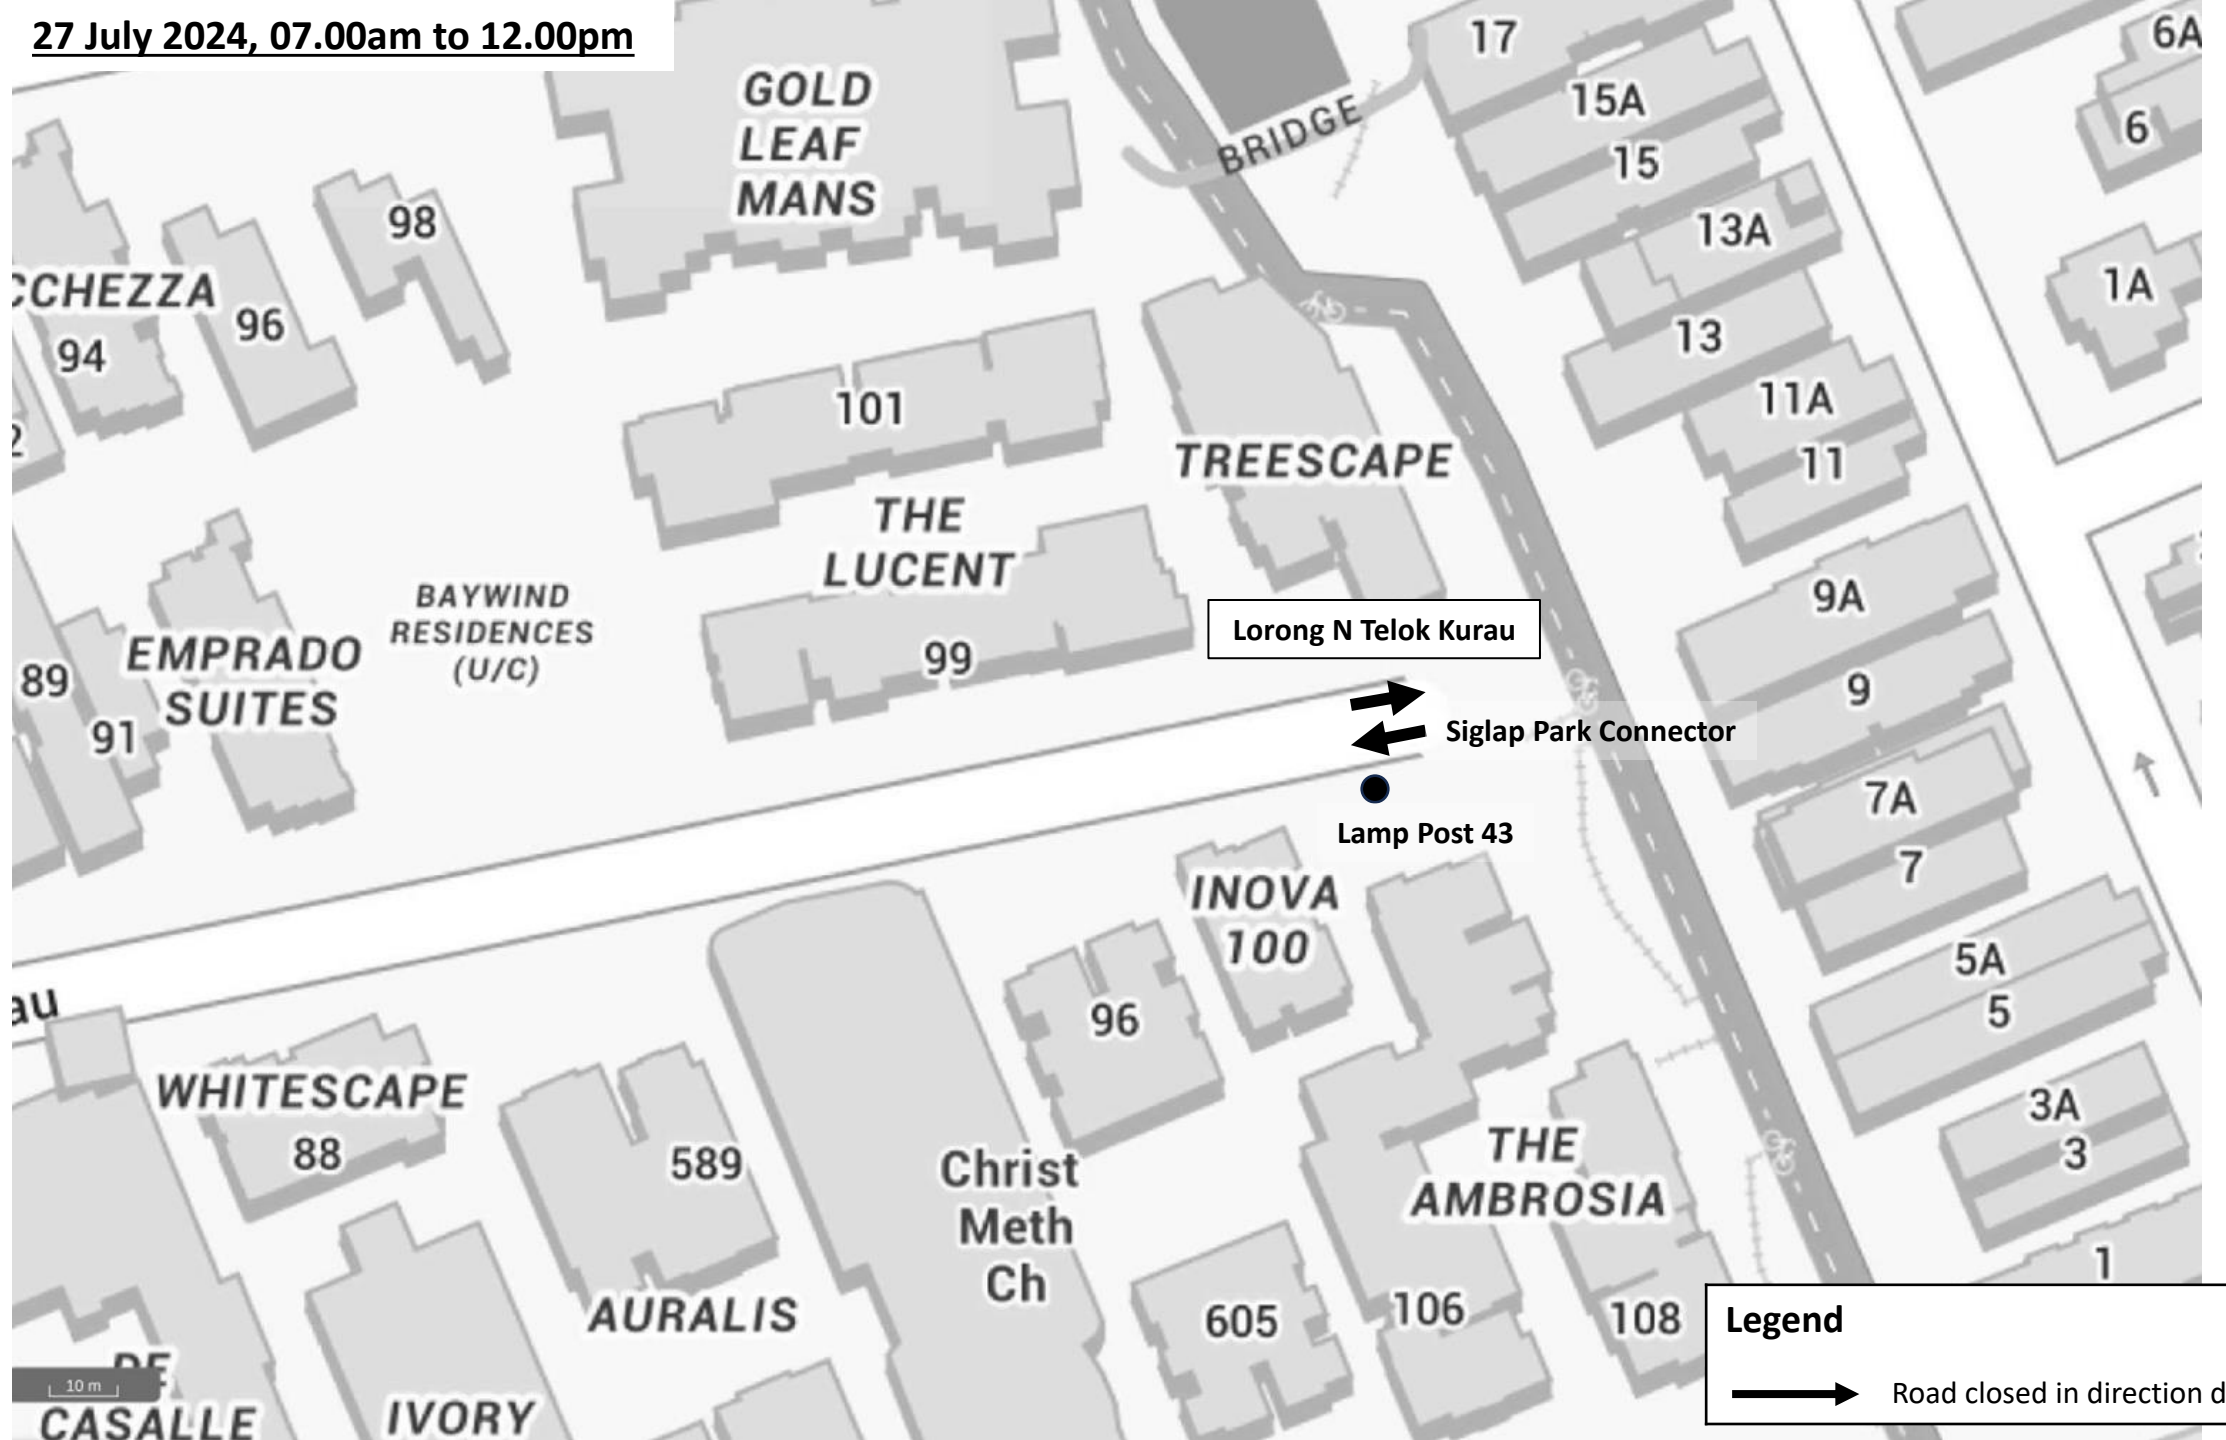 27 July 2024, 07.00am to 12.00pm
17
6A
GOLD
LEAF
MANS
15A
BRIDGE
6
15
98
13A
CCHEZZA
1A
96
13
94
101
11A
2
TREESCAPE
11
THE
LUCENT
BAYWIND
RESIDENCES
(U/C)
9A
Lorong N Telok Kurau
EMPRADO
SUITES
99
89
9
91
Siglap Park Connector
7A
Lamp Post 43
7
INOVA
100
5A
au
96
5
WHITESCAPE
88
3A
3
THE
AMBROSIA
589
Christ
Meth
Ch
1
AURALIS
605
106
108
Legend
DE
CASALLE
10 m
IVORY
Road closed in direction d